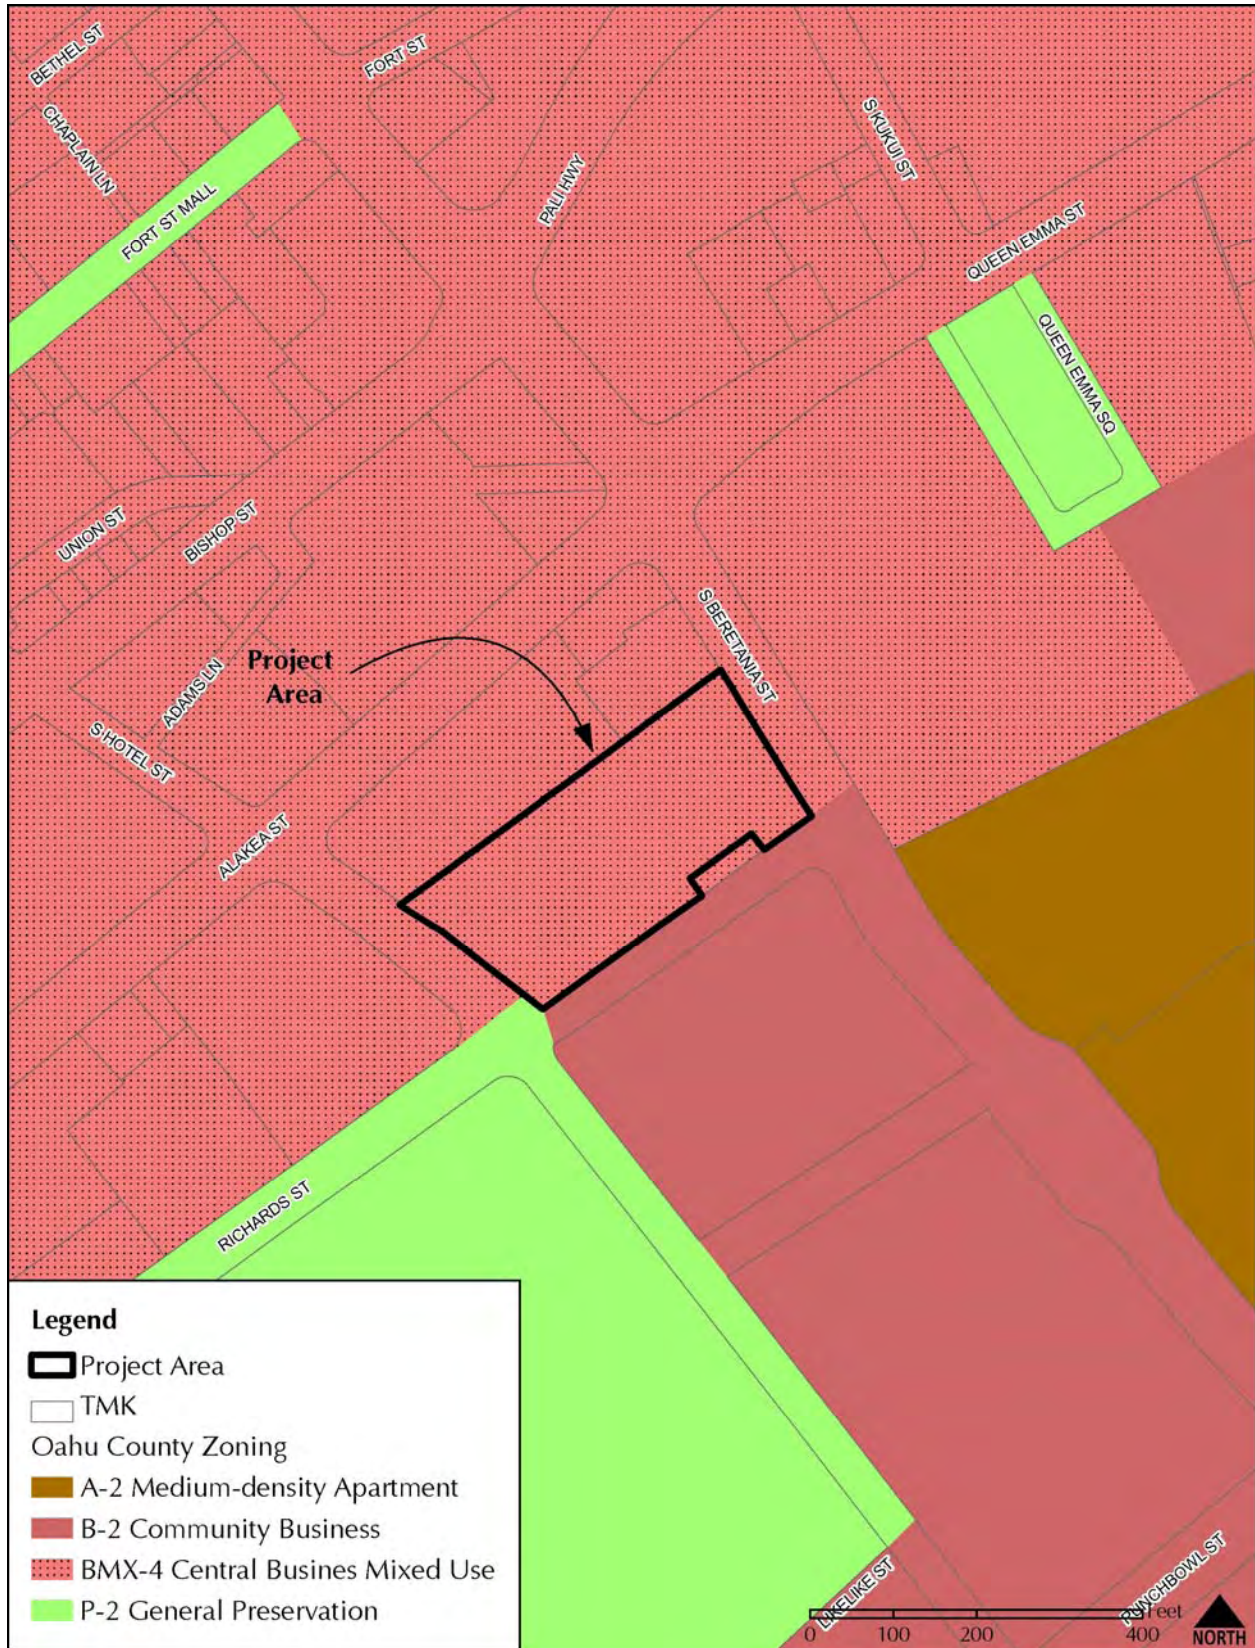 BETHEL ST
FORT ST
CHAPLAIN LN
S KUKUI ST
PALI HWY
FORT ST MALL
QUEEN EMMA ST
QUEEN EMMA SQ
UNION ST
BISHOP ST
S BERETANIA ST
Project
Area
ADAMS LN
S HOTEL ST
ALAKEA ST
RICHARDS ST
Legend
Project Area
TMK
Oahu County Zoning
A-2 Medium-density Apartment
B-2 Community Business
BMX-4 Central Busines Mixed Use
P-2 General Preservation
LIKELIKE ST
PUNCHBOWL ST
Feet
0 100 200 400
NORTH